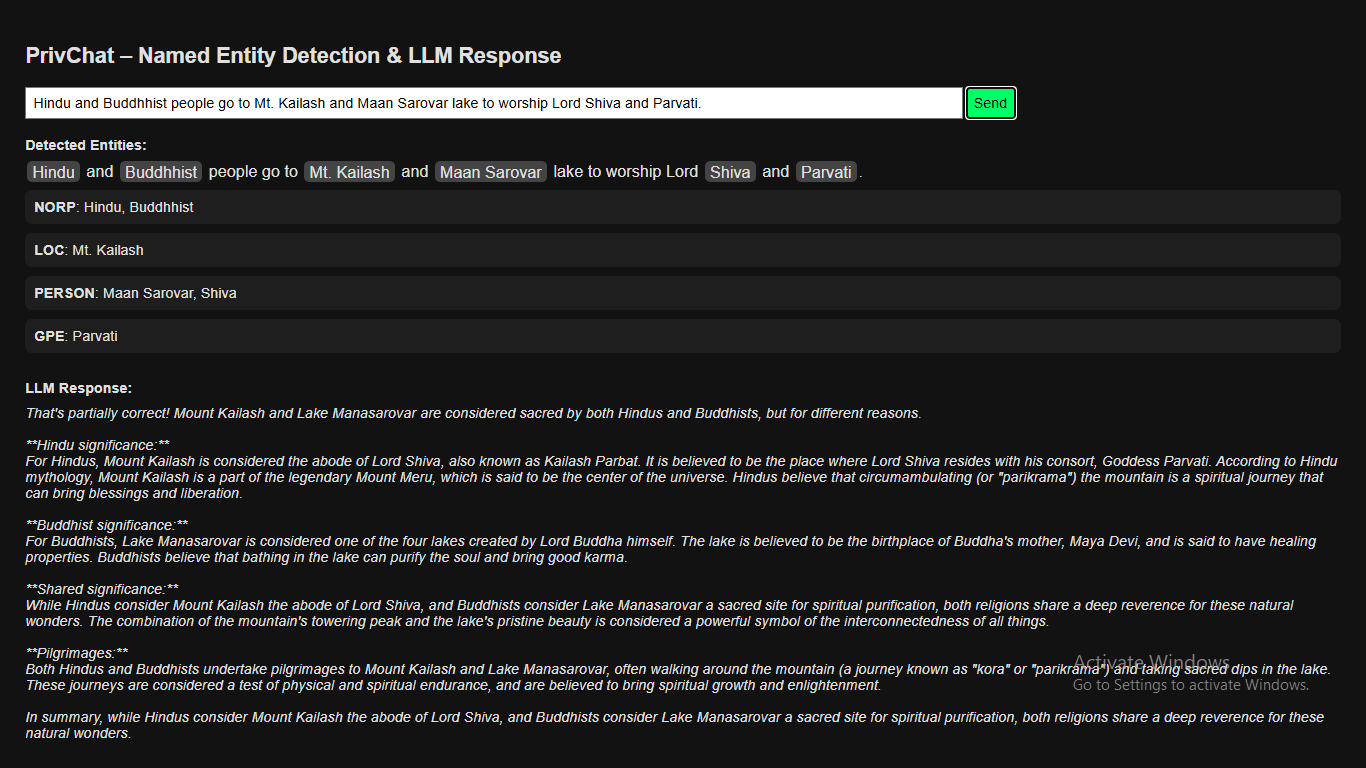 PrivChat – Named Entity Detection & LLM Response
Hindu and Buddhhist people go to Mt. Kailash and Maan Sarovar lake to worship Lord Shiva and Parvati.
Send
Detected Entities:
Hindu and Buddhhist people go to Mt. Kailash and Maan Sarovar lake to worship Lord Shiva and Parvati .
NORP: Hindu, Buddhhist
LOC: Mt. Kailash
PERSON: Maan Sarovar, Shiva
GPE: Parvati
LLM Response:
That's partially correct! Mount Kailash and Lake Manasarovar are considered sacred by both Hindus and Buddhists, but for different reasons.
**Hindu significance:**
For Hindus, Mount Kailash is considered the abode of Lord Shiva, also known as Kailash Parbat. It is believed to be the place where Lord Shiva resides with his consort, Goddess Parvati. According to Hindu
mythology, Mount Kailash is a part of the legendary Mount Meru, which is said to be the center of the universe. Hindus believe that circumambulating (or "parikrama") the mountain is a spiritual journey that
can bring blessings and liberation.
**Buddhist significance:**
For Buddhists, Lake Manasarovar is considered one of the four lakes created by Lord Buddha himself. The lake is believed to be the birthplace of Buddha's mother, Maya Devi, and is said to have healing
properties. Buddhists believe that bathing in the lake can purify the soul and bring good karma.
**Shared significance:**
While Hindus consider Mount Kailash the abode of Lord Shiva, and Buddhists consider Lake Manasarovar a sacred site for spiritual purification, both religions share a deep reverence for these natural
wonders. The combination of the mountain's towering peak and the lake's pristine beauty is considered a powerful symbol of the interconnectedness of all things.
**Pilgrimages:**
Both Hindus and Buddhists undertake pilgrimages to Mount Kailash and Lake Manasarovar, often walking around the mountain (a journey known as "kora" or "parikrama") and taking sacred dips in the lake.
These journeys are considered a test of physical and spiritual endurance, and are believed to bring spiritual growth and enlightenment.
In summary, while Hindus consider Mount Kailash the abode of Lord Shiva, and Buddhists consider Lake Manasarovar a sacred site for spiritual purification, both religions share a deep reverence for these
natural wonders.
Activate Windows
Go to Settings to activate Windows.